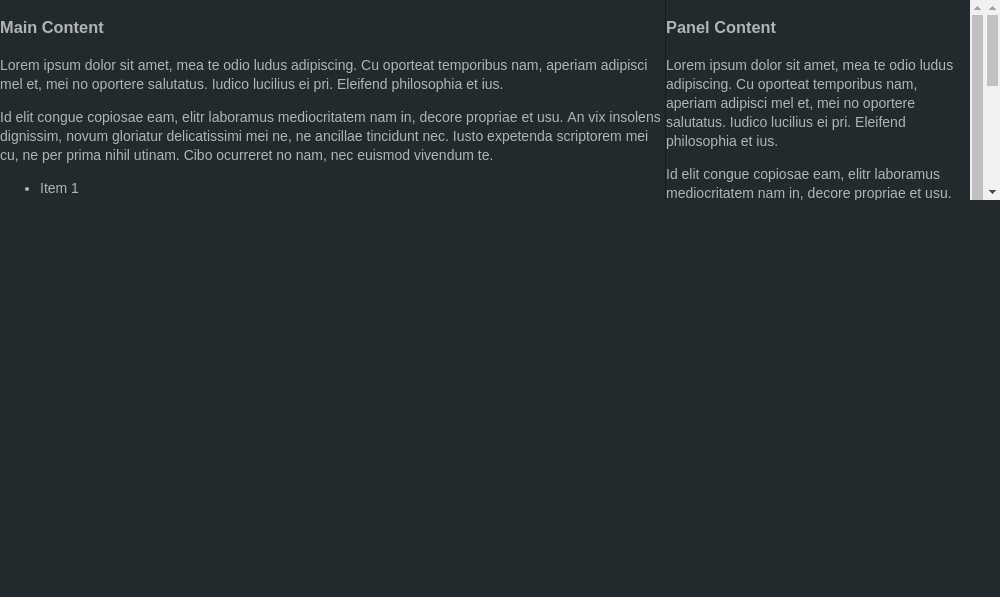 Main Content
Lorem ipsum dolor sit amet, mea te odio ludus adipiscing. Cu oporteat temporibus nam, aperiam adipisci
mel et, mei no oportere salutatus. Iudico lucilius ei pri. Eleifend philosophia et ius.
Id elit congue copiosae eam, elitr laboramus mediocritatem nam in, decore propriae et usu. An vix insolens
dignissim, novum gloriatur delicatissimi mei ne, ne ancillae tincidunt nec. Iusto expetenda scriptorem mei
cu, ne per prima nihil utinam. Cibo ocurreret no nam, nec euismod vivendum te.
• Item 1
Panel Content
Lorem ipsum dolor sit amet, mea te odio ludus
adipiscing. Cu oporteat temporibus nam,
aperiam adipisci mel et, mei no oportere
salutatus. Iudico lucilius ei pri. Eleifend
philosophia et ius.
Id elit congue copiosae eam, elitr laboramus
mediocritatem nam in, decore propriae et usu.